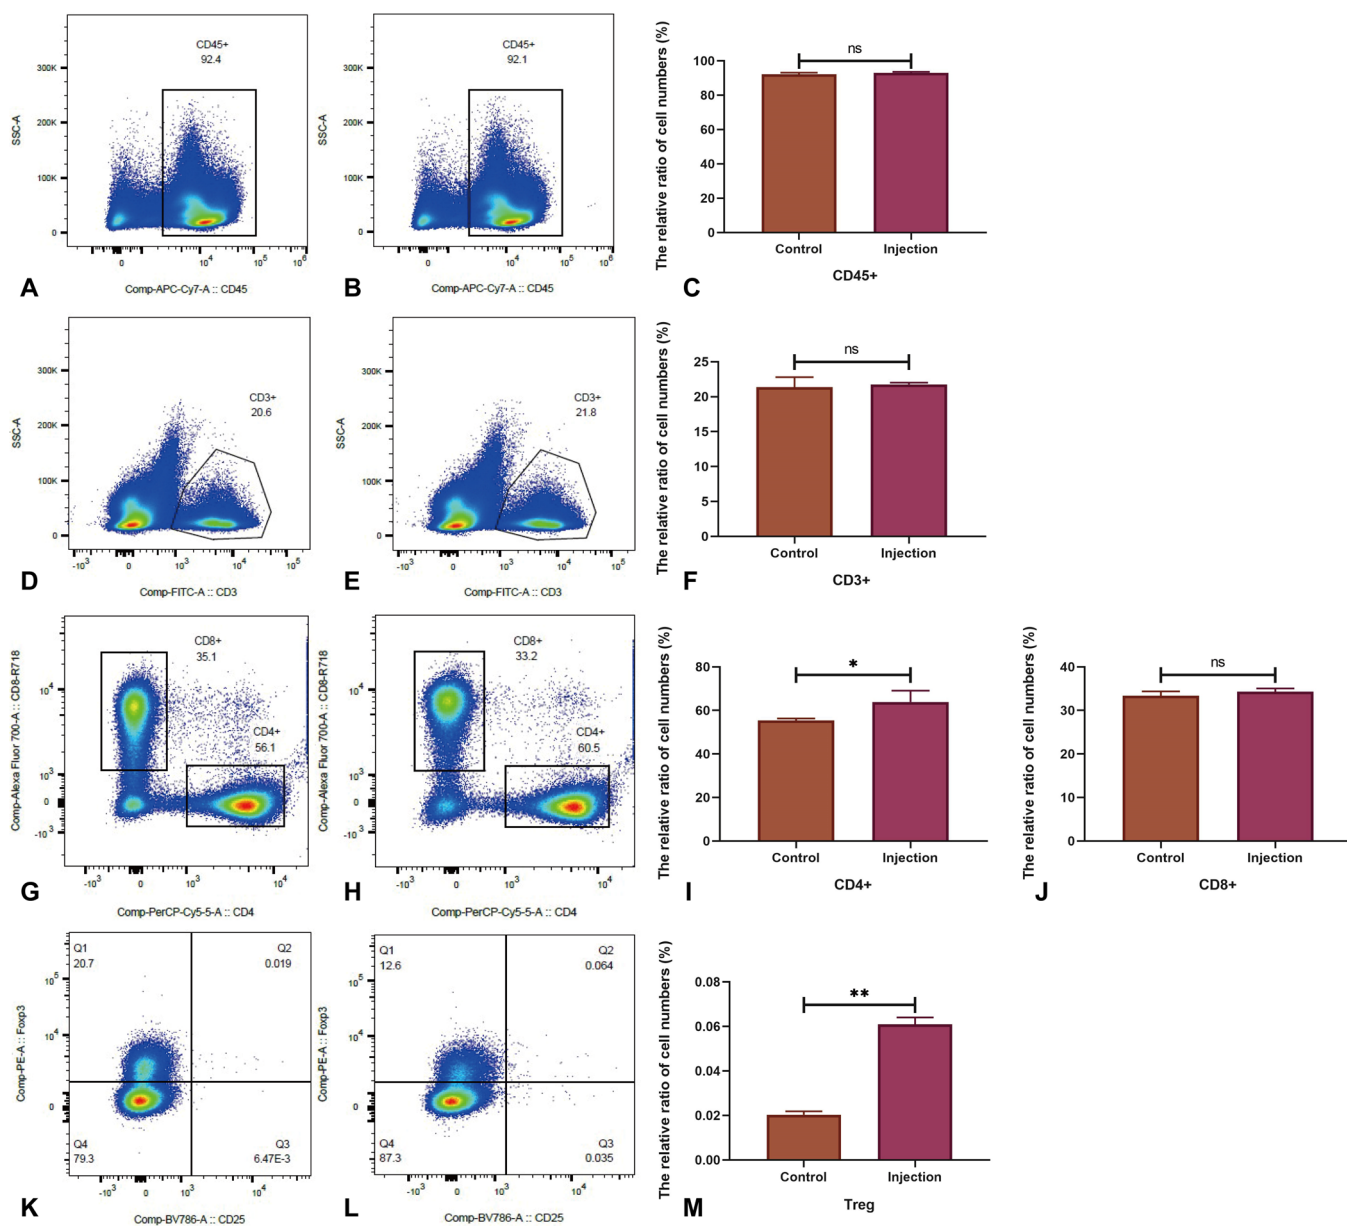 CD45+
92.4
SSC-A
300K
200K
100K
0
0
10^4
10^5
10^6
Comp-APC-Cy7-A :: CD45
A
CD45+
92.1
SSC-A
300K
200K
100K
0
0
10^4
10^5
10^6
Comp-APC-Cy7-A :: CD45
B
The relative ratio of cell numbers (%)
ns
100
80
60
40
20
0
Control Injection
CD45+
C
CD3+
20.6
SSC-A
300K
200K
100K
0
-10^3 0 10^3 10^4 10^5
Comp-FITC-A :: CD3
D
CD3+
21.8
SSC-A
300K
200K
100K
0
-10^3 0 10^3 10^4 10^5
Comp-FITC-A :: CD3
E
The relative ratio of cell numbers (%)
ns
25
20
15
10
5
0
Control Injection
CD3+
F
CD8+
35.1
CD4+
56.1
Comp-Alexa Fluor 700-A :: CD8-R718
10^4
10^3
0
-10^3
-10^3 0 10^3 10^4
Comp-PerCP-Cy5-5-A :: CD4
G
CD8+
33.2
CD4+
60.5
Comp-Alexa Fluor 700-A :: CD8-R718
10^4
10^3
0
-10^3
-10^3 0 10^3 10^4
Comp-PerCP-Cy5-5-A :: CD4
H
The relative ratio of cell numbers (%)
*
80
60
40
20
0
Control Injection
CD4+
I
The relative ratio of cell numbers (%)
ns
40
30
20
10
0
Control Injection
CD8+
J
Q1
20.7
Q2
0.019
Comp-PE-A :: Foxp3
10^5
10^4
0
Q4
79.3
Q3
6.47E-3
-10^3 0 10^3 10^4
Comp-BV786-A :: CD25
K
Q1
12.6
Q2
0.064
Comp-PE-A :: Foxp3
10^5
10^4
0
Q4
87.3
Q3
0.035
-10^3 0 10^3 10^4
Comp-BV786-A :: CD25
L
The relative ratio of cell numbers (%)
**
0.08
0.06
0.04
0.02
0.00
Control Injection
Treg
M